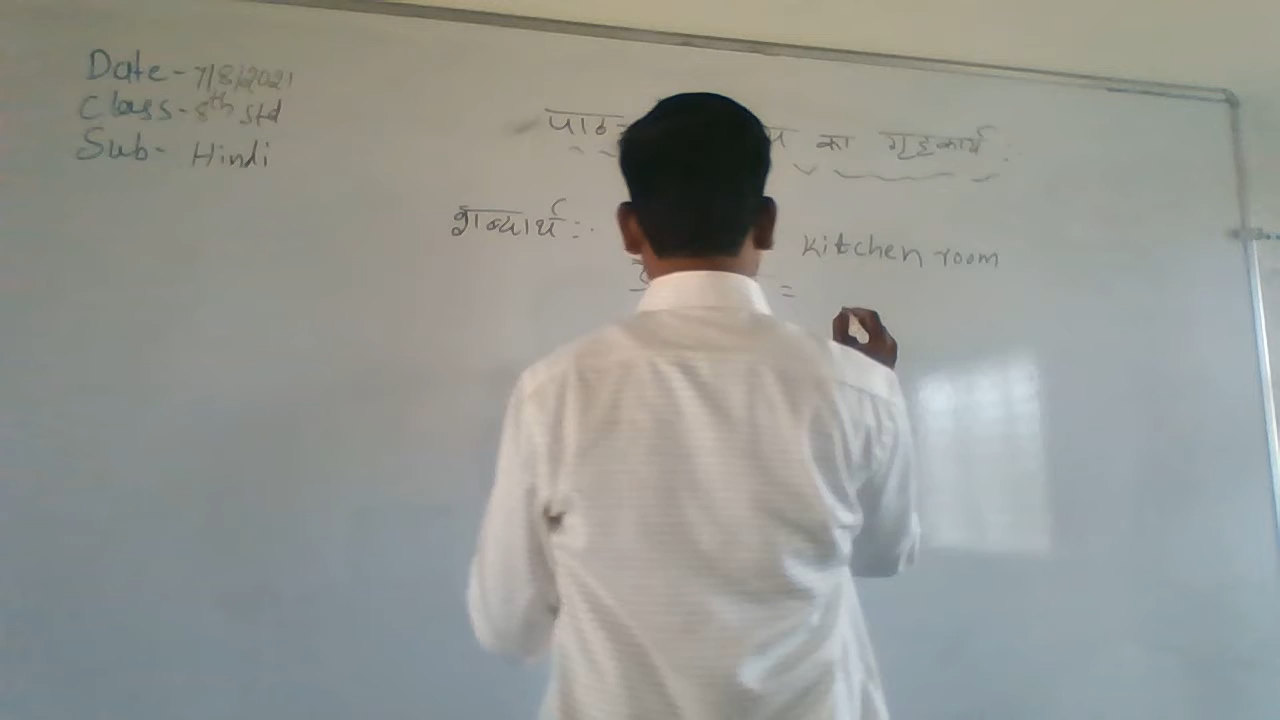 Date - 7/8/2021
Class - 8th Std
Sub - Hindi
पाठ का गृहकार्य
शब्दार्थ :-
Kitchen room
=